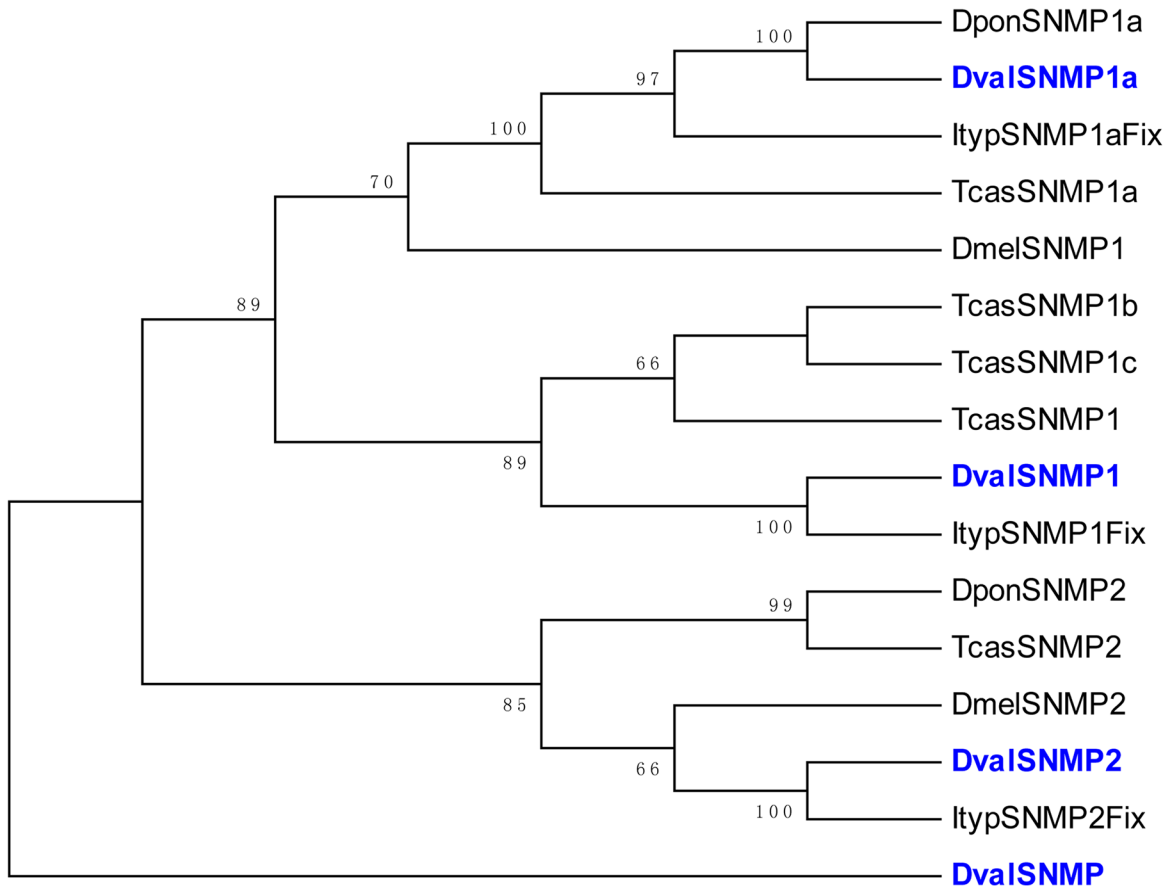 DponSNMP1a
100
DvalSNMP1a
97
ItypSNMP1aFix
100
TcasSNMP1a
70
DmelSNMP1
89
TcasSNMP1b
TcasSNMP1c
66
TcasSNMP1
89
DvalSNMP1
100
ItypSNMP1Fix
DponSNMP2
99
TcasSNMP2
85
DmelSNMP2
66
DvalSNMP2
100
ItypSNMP2Fix
DvalSNMP